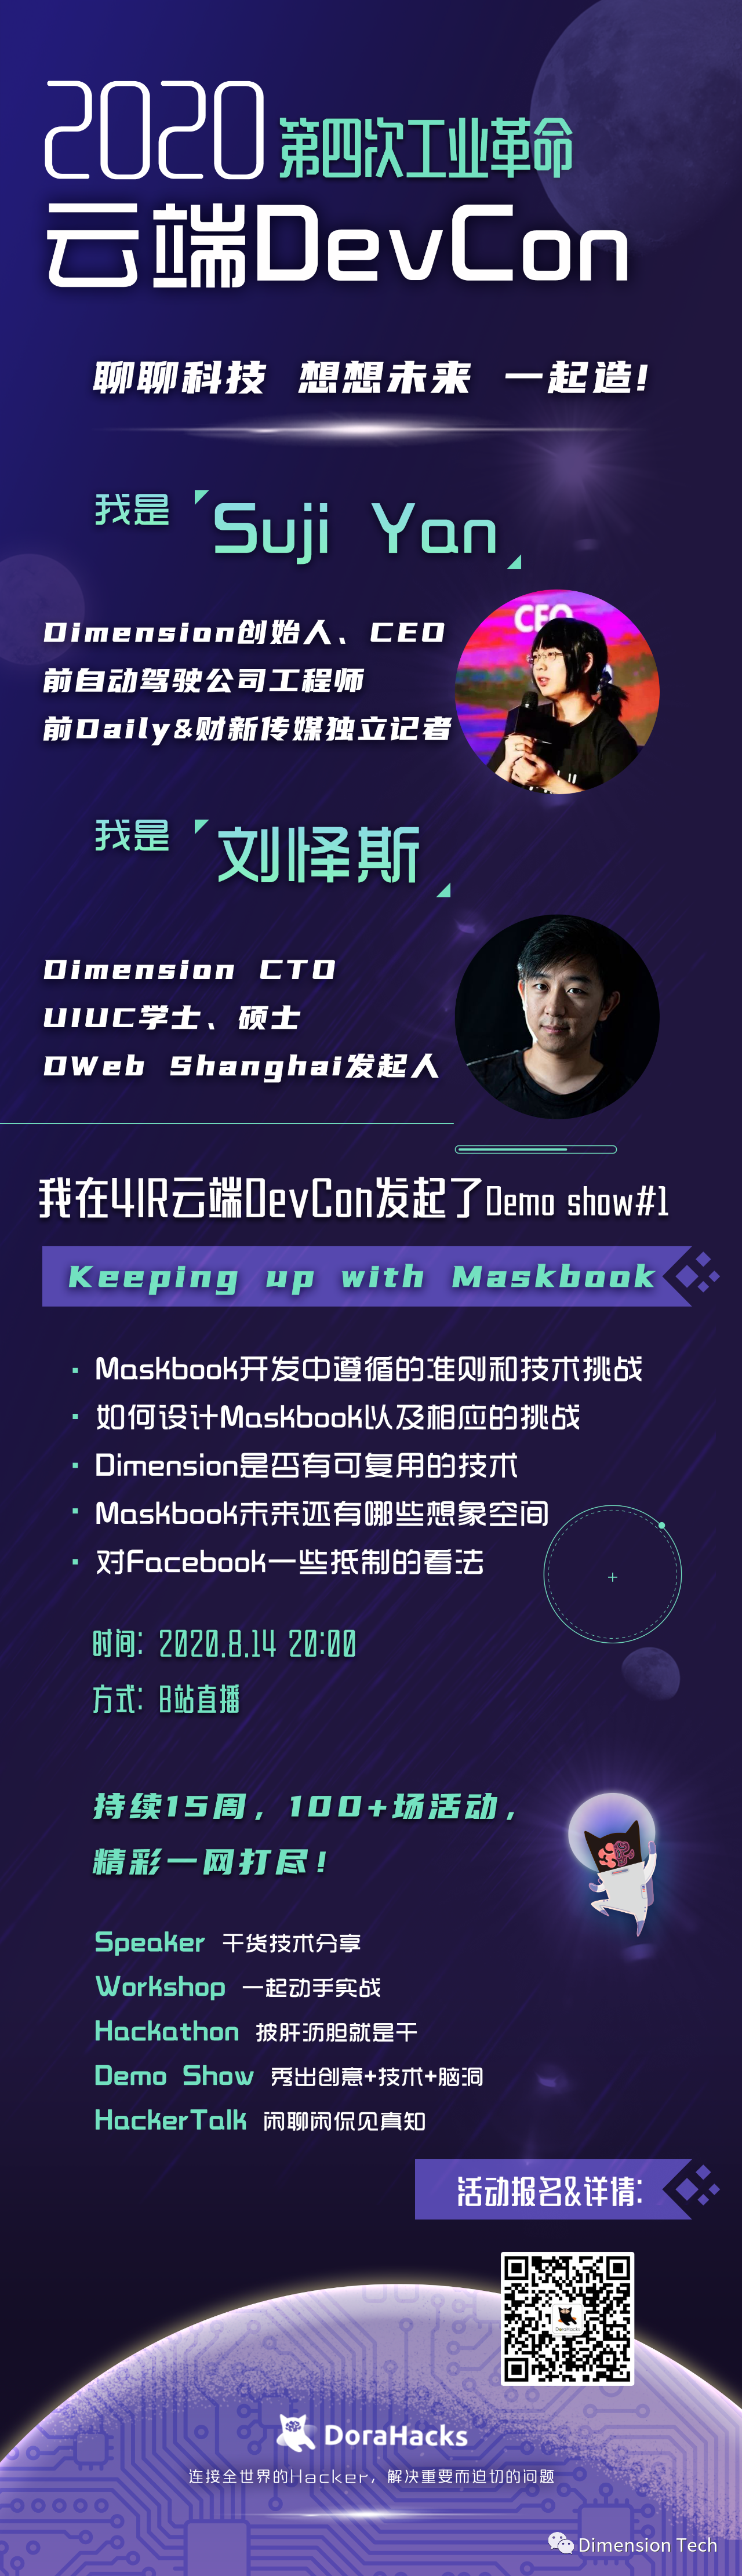 2020 第四次工业革命
云端DevCon
聊聊科技 想想未来 一起造!
我是
Suji Yan
CEO
Dimension创始人、CEO
前自动驾驶公司工程师
前Daily&财新传媒独立记者
我是
刘怿斯
Dimension CTO
UIUC学士、硕士
DWeb Shanghai发起人
我在4IR云端DevCon发起了Demo show#1
Keeping up with Maskbook
· Maskbook开发中遵循的准则和技术挑战
· 如何设计Maskbook以及相应的挑战
· Dimension是否有可复用的技术
· Maskbook未来还有哪些想象空间
· 对Facebook一些抵制的看法
时间: 2020.8.14 20:00
方式: B站直播
持续15周，100+场活动，
精彩一网打尽!
Speaker 干货技术分享
Workshop 一起动手实战
Hackathon 披肝沥胆就是干
Demo Show 秀出创意+技术+脑洞
HackerTalk 闲聊闲侃见真知
活动报名&详情:
DoraHacks
DoraHacks
连接全世界的Hacker，解决重要而迫切的问题
Dimension Tech